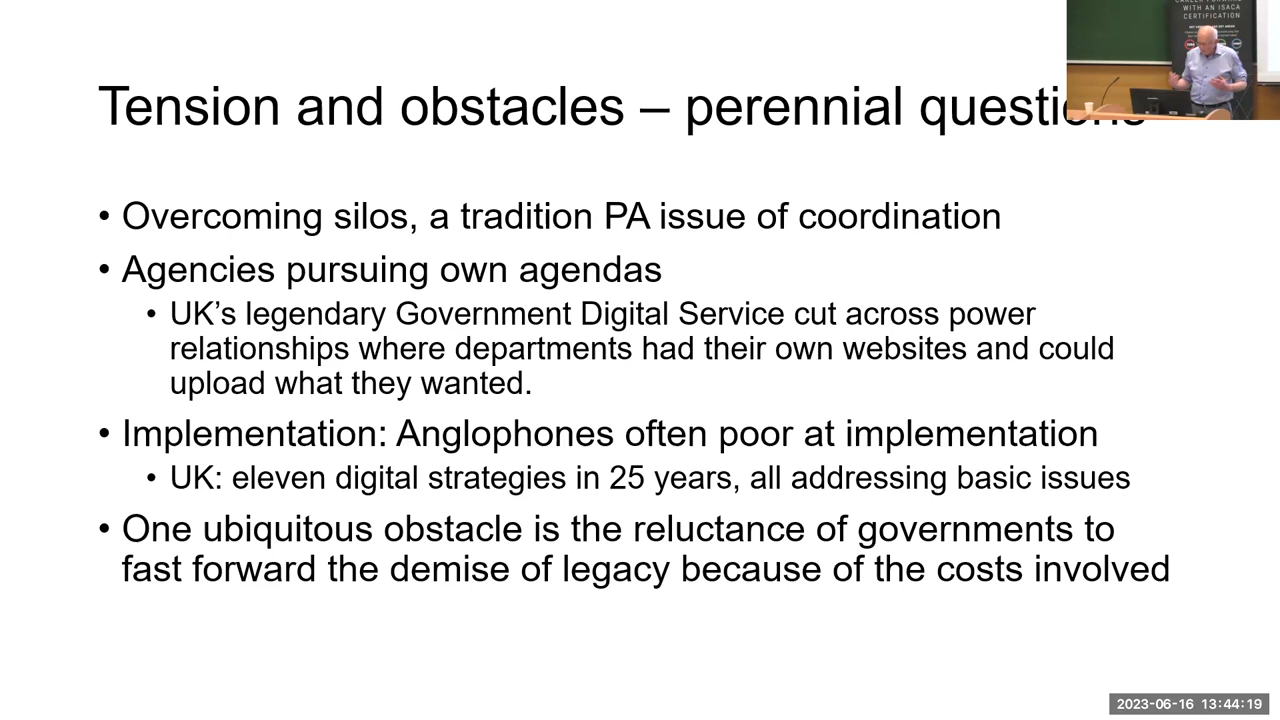 CAREER FORWARD
WITH AN ISACA
CERTIFICATION
Tension and obstacles – perennial questions
• Overcoming silos, a tradition PA issue of coordination
• Agencies pursuing own agendas
• UK’s legendary Government Digital Service cut across power
relationships where departments had their own websites and could
upload what they wanted.
• Implementation: Anglophones often poor at implementation
• UK: eleven digital strategies in 25 years, all addressing basic issues
• One ubiquitous obstacle is the reluctance of governments to
fast forward the demise of legacy because of the costs involved
2023-06-16 13:44:19